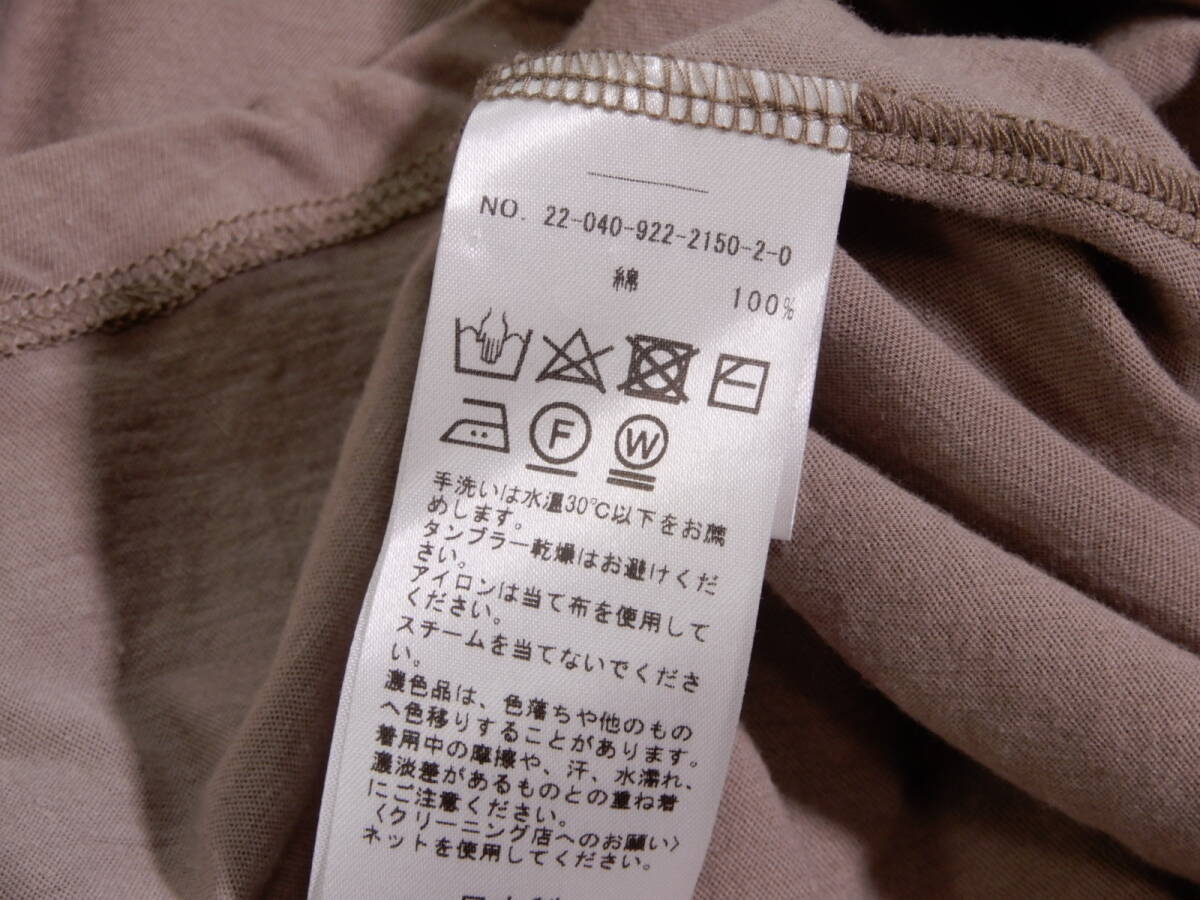 NO. 22-040-922-2150-2-0
綿 100%
F W
手洗いは水温30℃以下をお薦
めします。
タンブラー乾燥はお避けくだ
さい。
アイロンは当て布を使用して
ください。
スチームを当てないでくださ
い。
濃色品は、色落ちや他のもの
へ色移りすることがあります。
着用中の摩擦や、汗、水濡れ、
濃淡差があるものとの重ね着
にご注意ください。
〈クリーニング店へのお願い〉
ネットを使用してください。